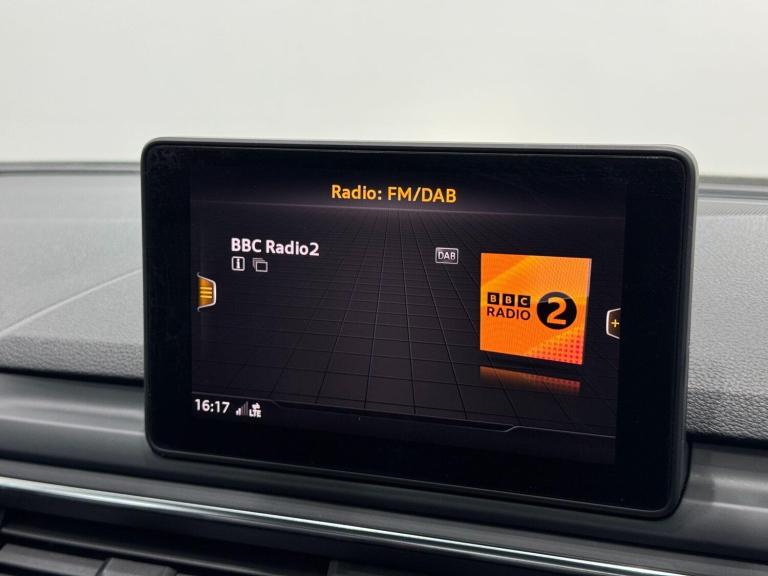 Radio: FM/DAB
BBC Radio2
DAB
BBC
RADIO 2
16:17 LTE